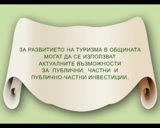 ЗА РАЗВИТИЕТО НА ТУРИЗМА В ОБЩИНАТА
МОГАТ ДА СЕ ИЗПОЛЗВАТ
АКТУАЛНИТЕ ВЪЗМОЖНОСТИ
ЗА ПУБЛИЧНИ, ЧАСТНИ И
ПУБЛИЧНО-ЧАСТНИ ИНВЕСТИЦИИ.